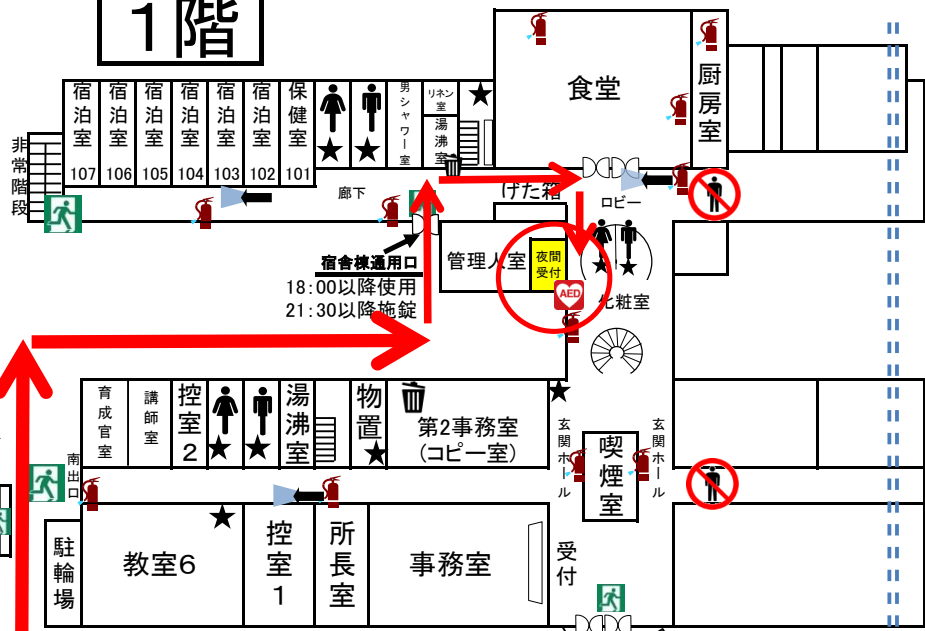 1階
食堂
厨房室
宿泊室
107
宿泊室
106
宿泊室
105
宿泊室
104
宿泊室
103
宿泊室
102
保健室
101
男シャワー室
リネン室
湯沸室
非常階段
廊下
げた箱
ロビー
宿舎棟通用口
18:00以降使用
21:30以降施錠
管理人室
夜間
受付
AED
化粧室
育成官室
講師室
控室2
湯沸室
物置
第2事務室
(コピー室)
玄関ホール
喫煙室
玄関ホール
南出口
駐輪場
教室6
控室1
所長室
事務室
受付